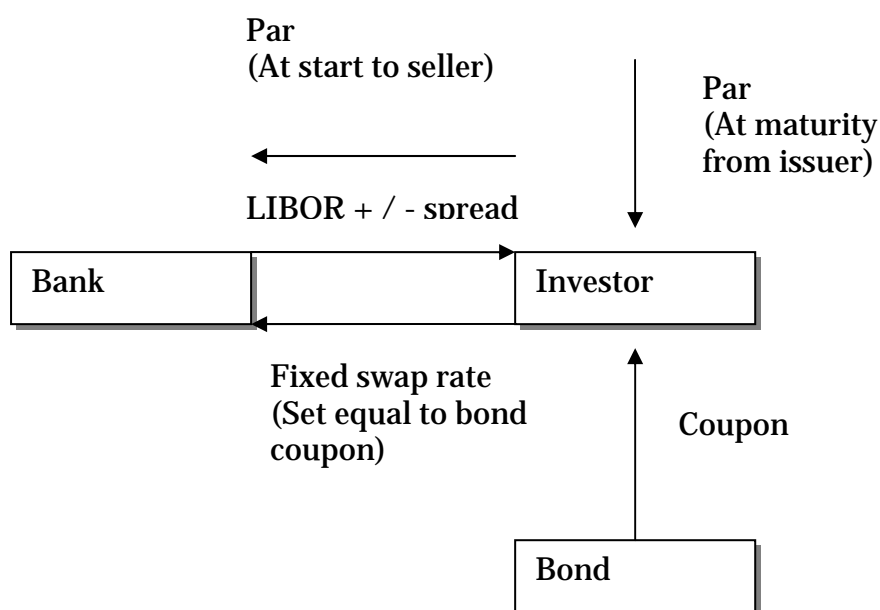 Par
(At start to seller)
Par
(At maturity
from issuer)
LIBOR + / - spread
Bank
Investor
Fixed swap rate
(Set equal to bond
coupon)
Coupon
Bond